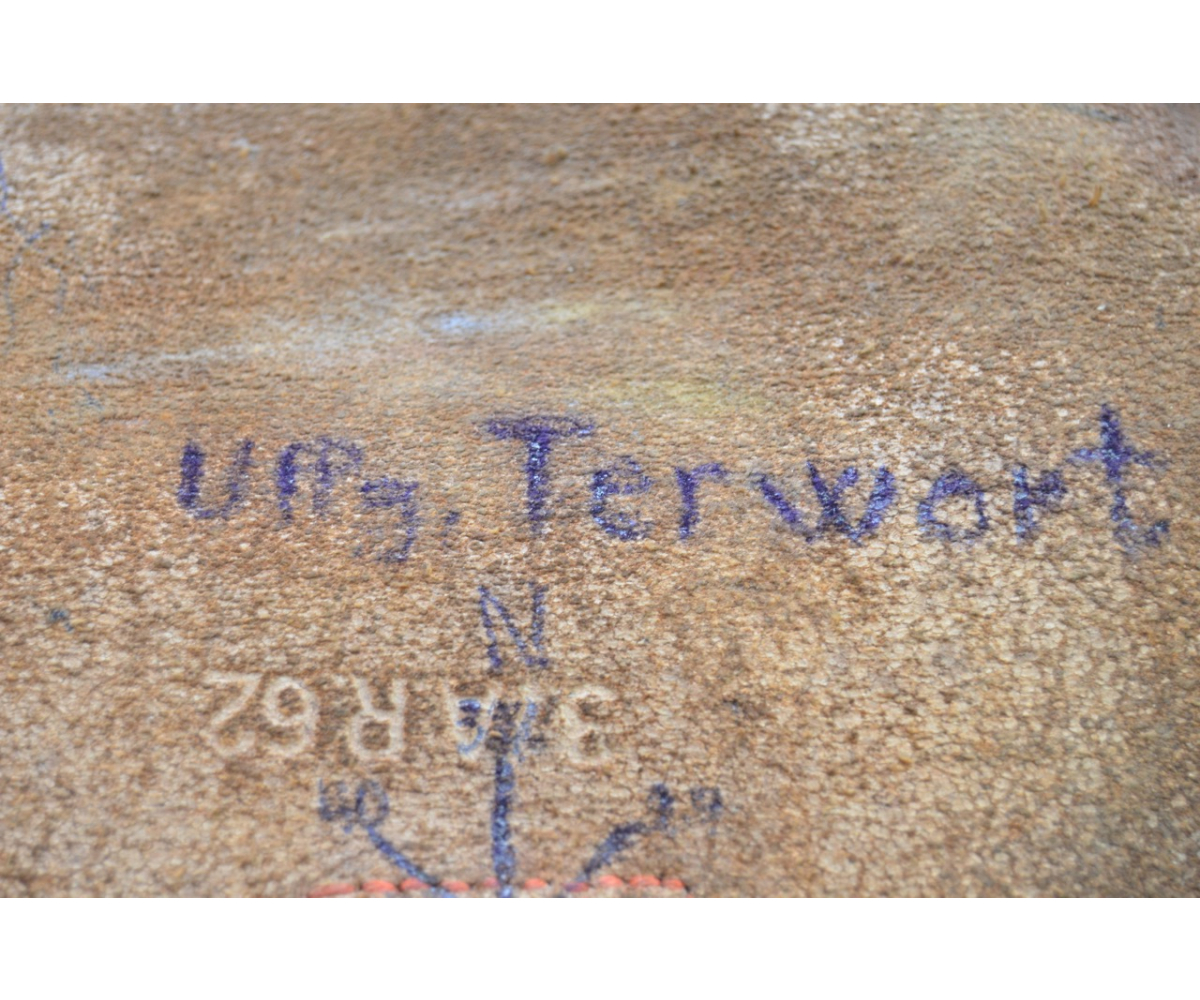 Uffz. Terwort
N
3 R 62